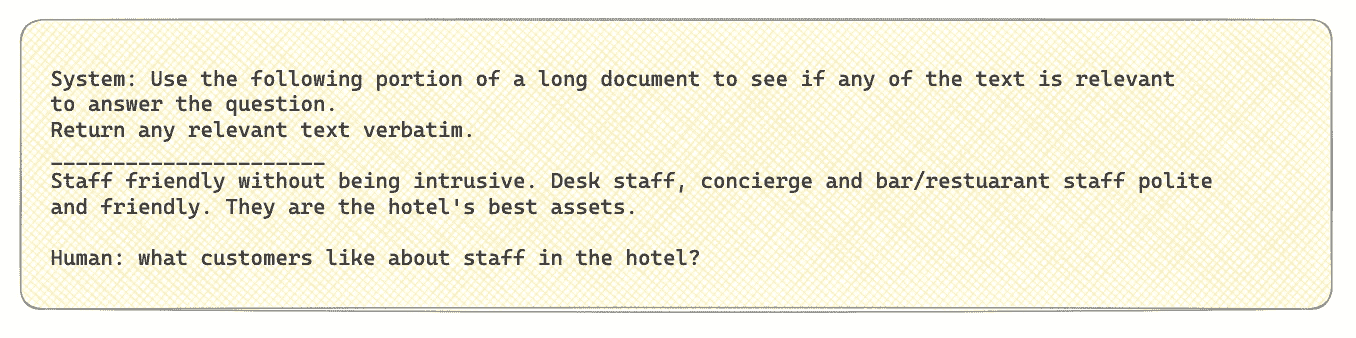 System: Use the following portion of a long document to see if any of the text is relevant
to answer the question.
Return any relevant text verbatim.
______________________
Staff friendly without being intrusive. Desk staff, concierge and bar/restuarant staff polite
and friendly. They are the hotel's best assets.
Human: what customers like about staff in the hotel?